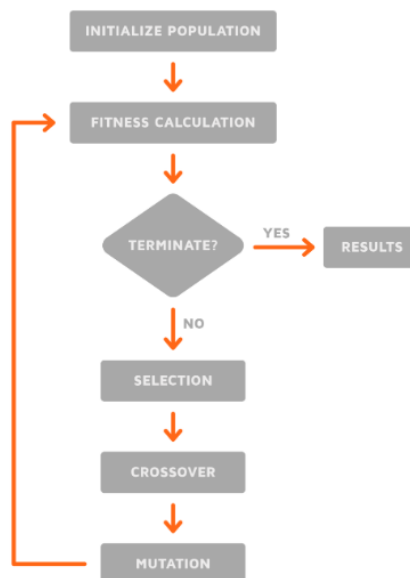 INITIALIZE POPULATION
FITNESS CALCULATION
TERMINATE?
YES
RESULTS
NO
SELECTION
CROSSOVER
MUTATION